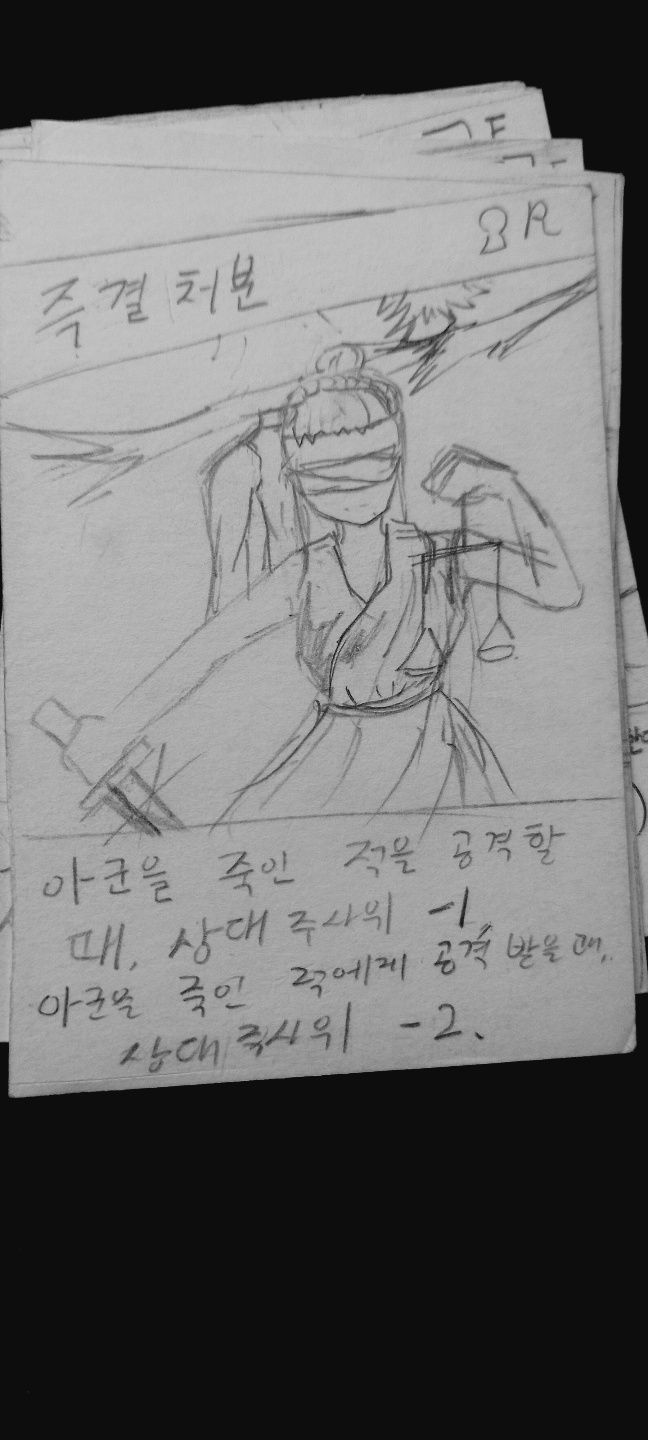 ㄱF
R
즉결처분
아군을 죽인 적을 공격할
때, 상대 주사위 -1,
아군을 죽인 적에게 공격 받을 때,
상대 주사위 -2.